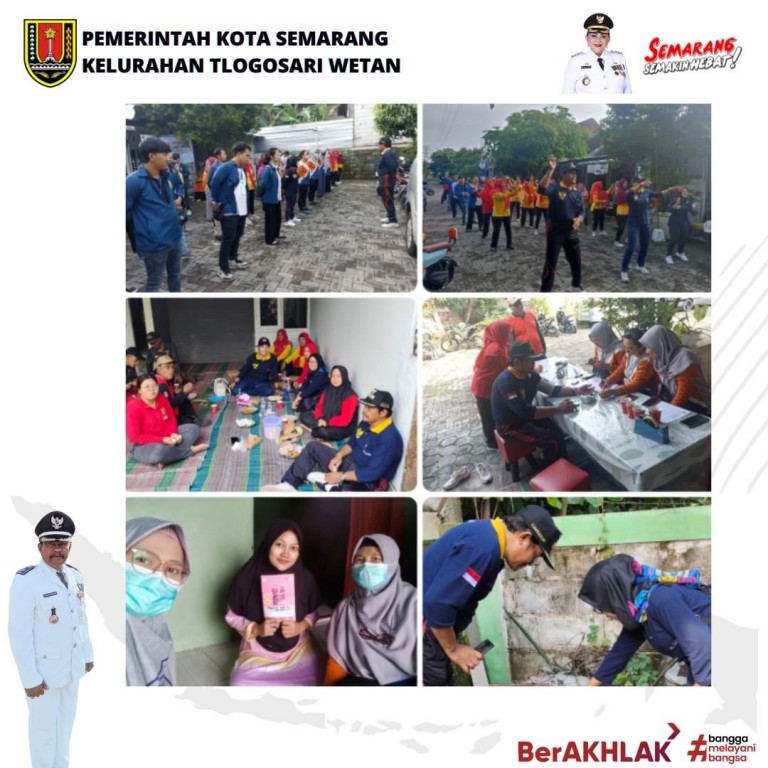 PEMERINTAH KOTA SEMARANG
KELURAHAN TLOGOSARI WETAN
SEMARANG
SEMAKIN HEBAT!
BerAKHLAK
#bangga
melayani
bangsa